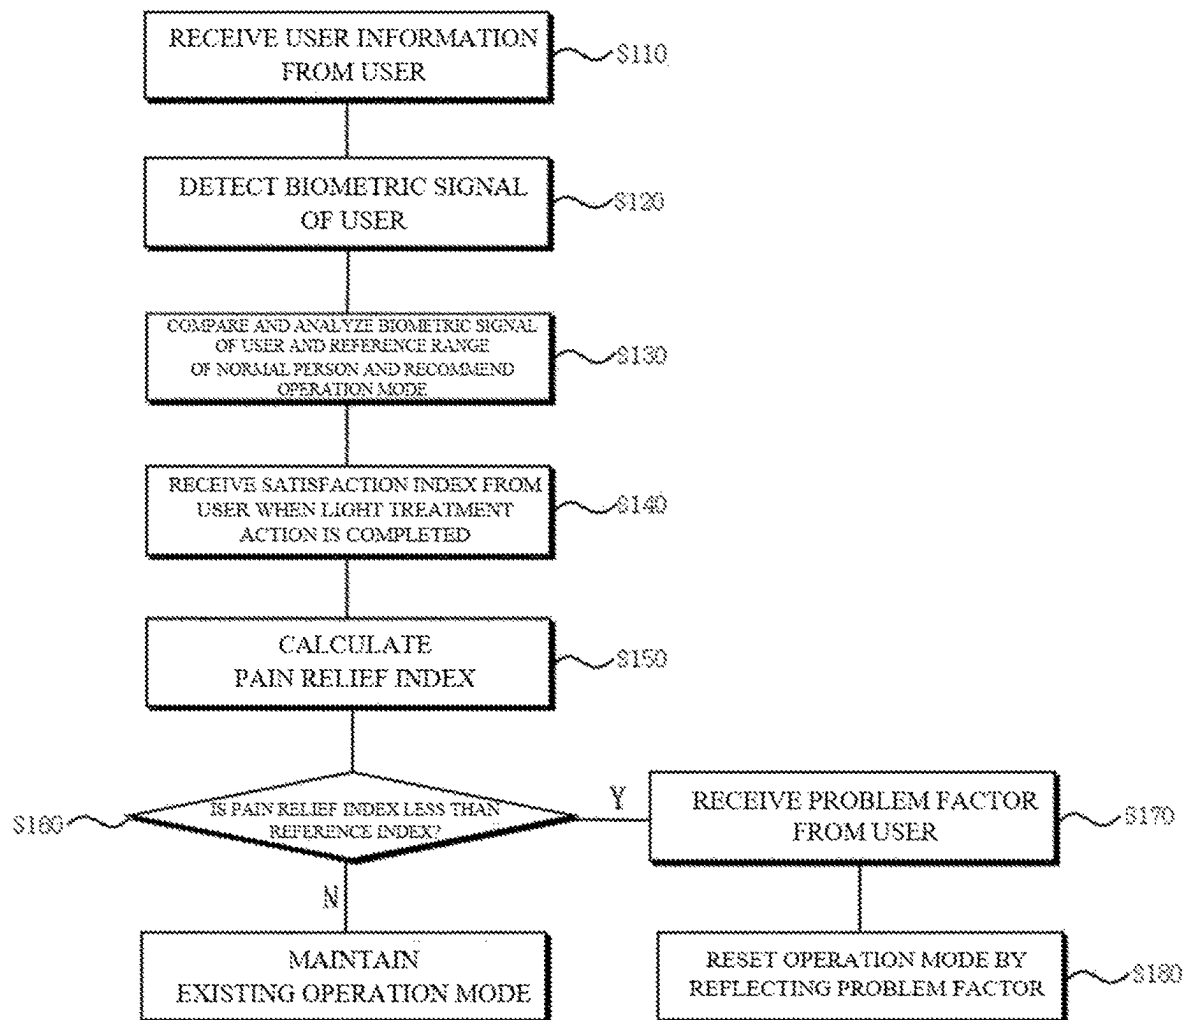 RECEIVE USER INFORMATION
FROM USER
S110
DETECT BIOMETRIC SIGNAL
OF USER
S120
COMPARE AND ANALYZE BIOMETRIC SIGNAL
OF USER AND REFERENCE RANGE
OF NORMAL PERSON AND RECOMMEND
OPERATION MODE
S130
RECEIVE SATISFACTION INDEX FROM
USER WHEN LIGHT TREATMENT
ACTION IS COMPLETED
S140
CALCULATE
PAIN RELIEF INDEX
S150
IS PAIN RELIEF INDEX LESS THAN
REFERENCE INDEX?
S160
Y
RECEIVE PROBLEM FACTOR
FROM USER
S170
N
MAINTAIN
EXISTING OPERATION MODE
RESET OPERATION MODE BY
REFLECTING PROBLEM FACTOR
S180